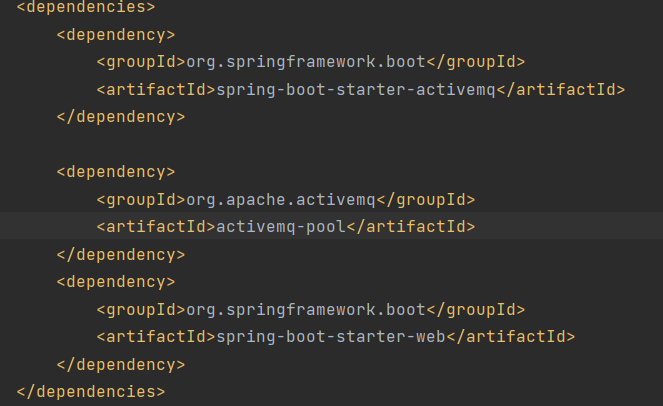 <dependencies>
<dependency>
<groupId>org.springframework.boot</groupId>
<artifactId>spring-boot-starter-activemq</artifactId>
</dependency>
<dependency>
<groupId>org.apache.activemq</groupId>
<artifactId>activemq-pool</artifactId>
</dependency>
<dependency>
<groupId>org.springframework.boot</groupId>
<artifactId>spring-boot-starter-web</artifactId>
</dependency>
</dependencies>